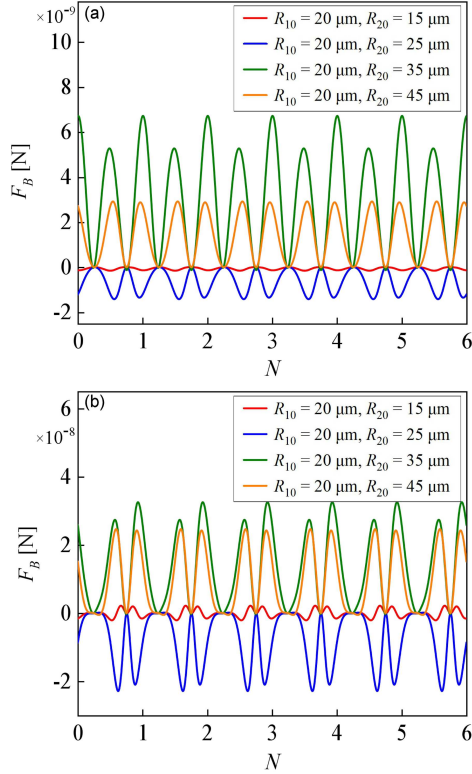 (a)
×10⁻⁹
R₁₀ = 20 μm, R₂₀ = 15 μm
R₁₀ = 20 μm, R₂₀ = 25 μm
R₁₀ = 20 μm, R₂₀ = 35 μm
R₁₀ = 20 μm, R₂₀ = 45 μm
10
8
6
4
2
0
-2
F_B [N]
0 1 2 3 4 5 6
N
(b)
×10⁻⁸
R₁₀ = 20 μm, R₂₀ = 15 μm
R₁₀ = 20 μm, R₂₀ = 25 μm
R₁₀ = 20 μm, R₂₀ = 35 μm
R₁₀ = 20 μm, R₂₀ = 45 μm
6
4
2
0
-2
F_B [N]
0 1 2 3 4 5 6
N